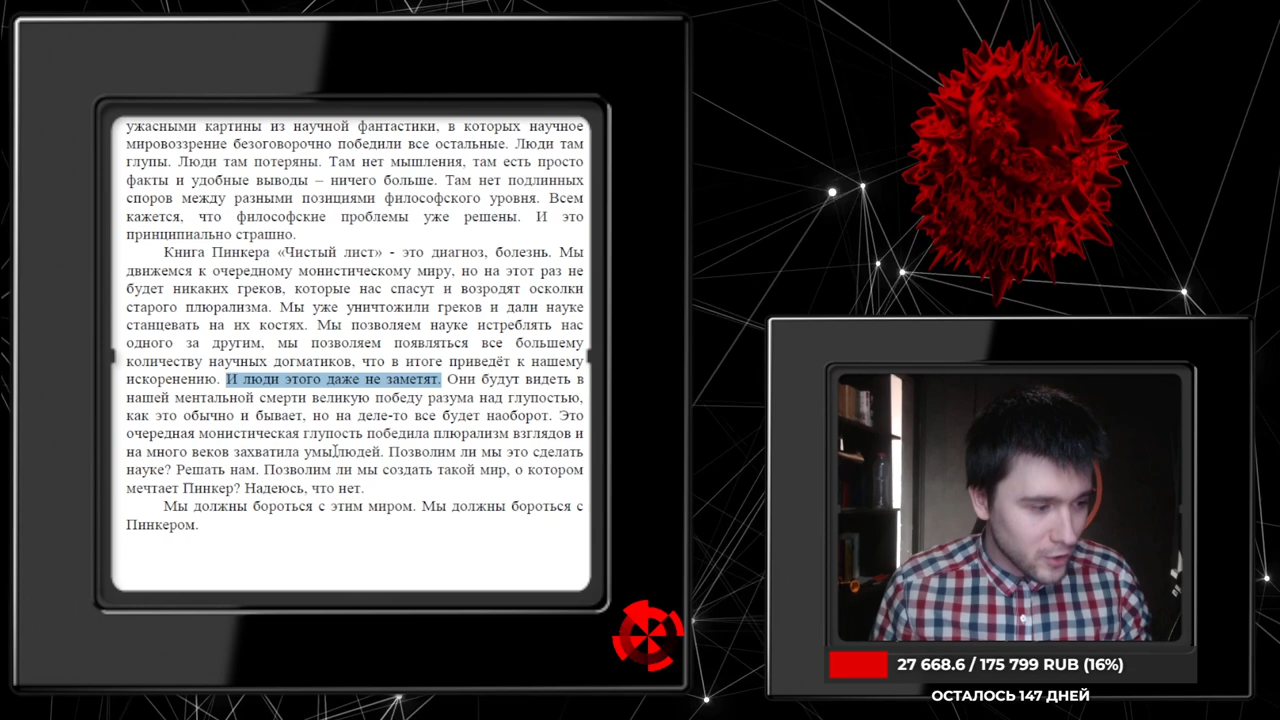 ужасными картины из научной фантастики, в которых научное
мировоззрение безоговорочно победили все остальные. Люди там
глупы. Люди там потеряны. Там нет мышления, там есть просто
факты и удобные выводы – ничего больше. Там нет подлинных
споров между разными позициями философского уровня. Всем
кажется, что философские проблемы уже решены. И это
принципиально страшно.
Книга Пинкера «Чистый лист» - это диагноз, болезнь. Мы
движемся к очередному монистическому миру, но на этот раз не
будет никаких греков, которые нас спасут и возродят осколки
старого плюрализма. Мы уже уничтожили греков и дали науке
станцевать на их костях. Мы позволяем науке истреблять нас
одного за другим, мы позволяем появляться все большему
количеству научных догматиков, что в итоге приведёт к нашему
искоренению. И люди этого даже не заметят. Они будут видеть в
нашей ментальной смерти великую победу разума над глупостью,
как это обычно и бывает, но на деле-то все будет наоборот. Это
очередная монистическая глупость победила плюрализм взглядов и
на много веков захватила умы людей. Позволим ли мы это сделать
науке? Решать нам. Позволим ли мы создать такой мир, о котором
мечтает Пинкер? Надеюсь, что нет.
Мы должны бороться с этим миром. Мы должны бороться с
Пинкером.
27 668.6 / 175 799 RUB (16%)
ОСТАЛОСЬ 147 ДНЕЙ